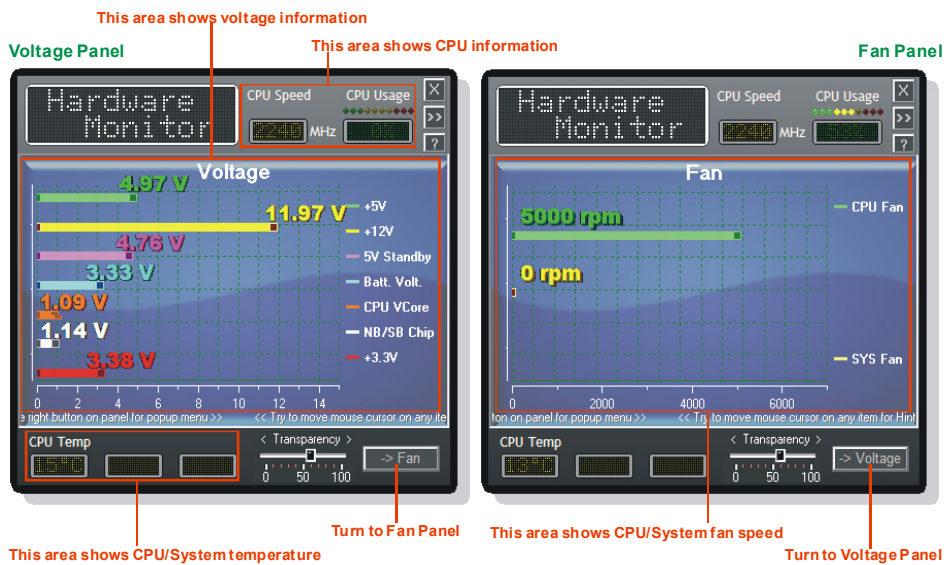 This area shows voltage information
This area shows CPU information
Voltage Panel
Fan Panel
Hardware
Monitor
CPU Speed
CPU Usage
2240 MHz
X
>>
?
Voltage
4.97 V
11.97 V
4.76 V
3.33 V
1.09 V
1.14 V
3.38 V
+5V
+12V
5V Standby
Batt. Volt.
CPU VCore
NB/SB Chip
+3.3V
0 2 4 6 8 10 12 14
right button on panel for popup menu >> << Try to move mouse cursor on any ite
CPU Temp
15°C
< Transparency >
0 50 100
-> Fan
Hardware
Monitor
CPU Speed
CPU Usage
2240 MHz
X
>>
?
Fan
5000 rpm
0 rpm
CPU Fan
SYS Fan
0 2000 4000 6000
ton on panel for popup menu >> << Try to move mouse cursor on any item for Hint
CPU Temp
13°C
< Transparency >
0 50 100
-> Voltage
Turn to Fan Panel
This area shows CPU/System fan speed
This area shows CPU/System temperature
Turn to Voltage Panel